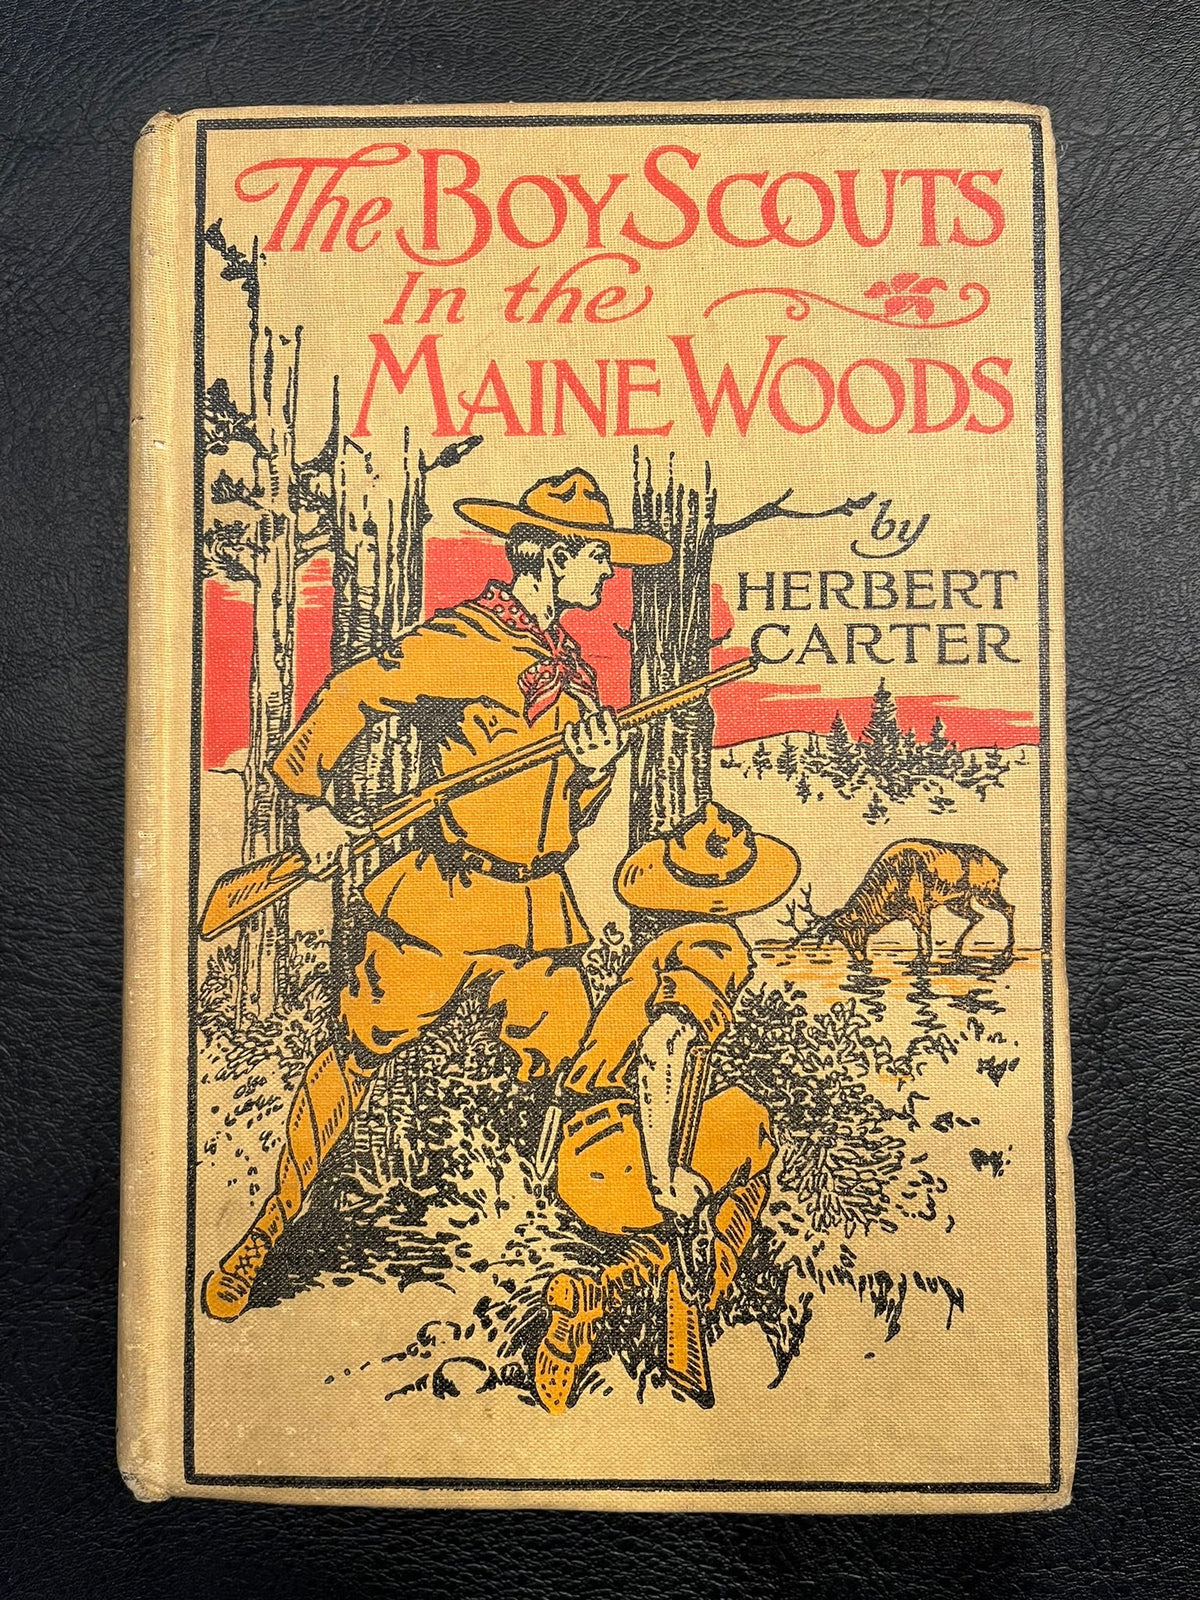 The BOY SCOUTS
In the
MAINE WOODS
by
HERBERT
CARTER